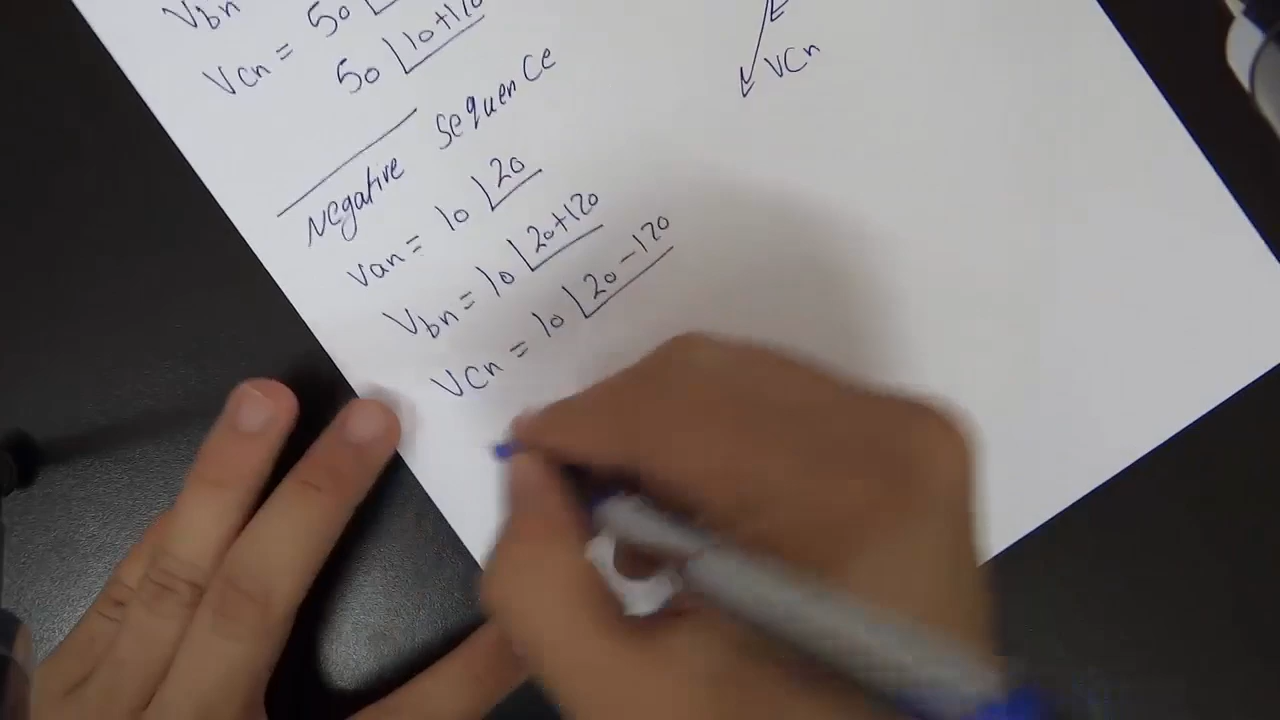 Vbn
Vcn = 50
50 ∠10+120
Vcn
Negative Sequence
Van = 10 ∠20
Vbn = 10 ∠20+120
Vcn = 10 ∠20-120